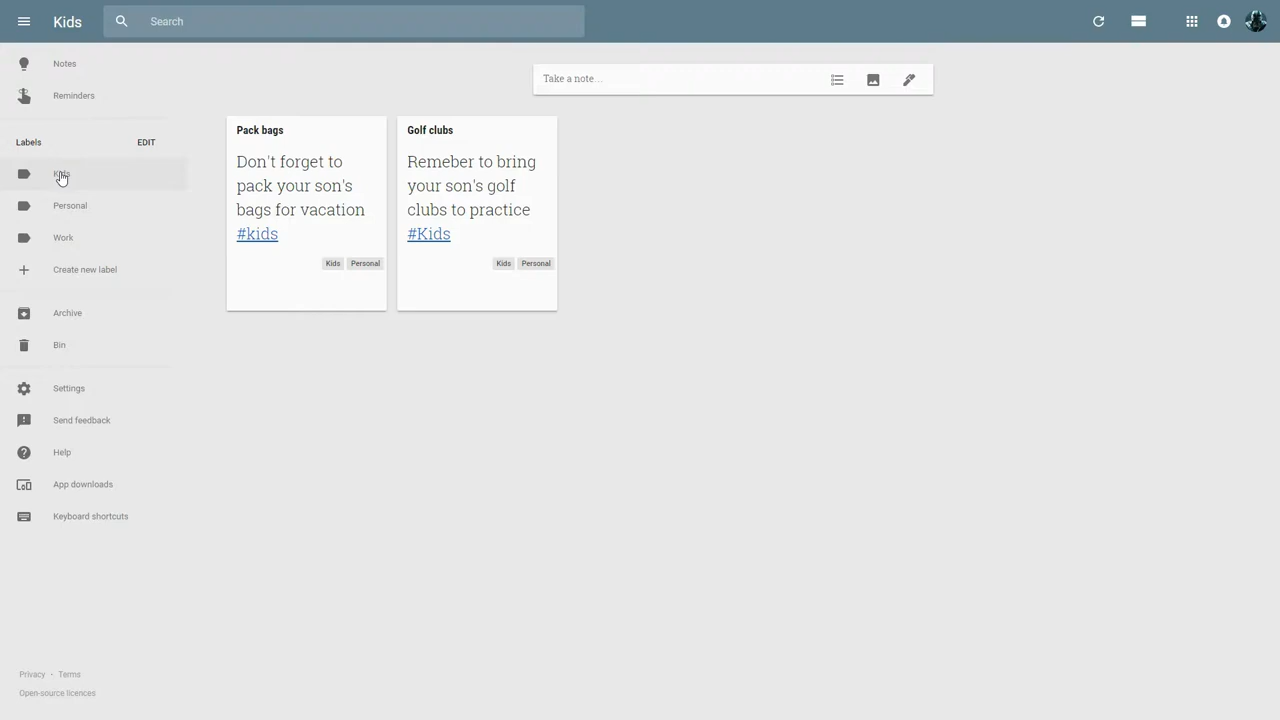 Kids
Search
Notes
Reminders
Labels
EDIT
Kids
Personal
Work
Create new label
Archive
Bin
Settings
Send feedback
Help
App downloads
Keyboard shortcuts
Privacy • Terms
Open-source licences
Take a note…
Pack bags
Don't forget to
pack your son's
bags for vacation
#kids
Kids
Personal
Golf clubs
Remeber to bring
your son's golf
clubs to practice
#Kids
Kids
Personal